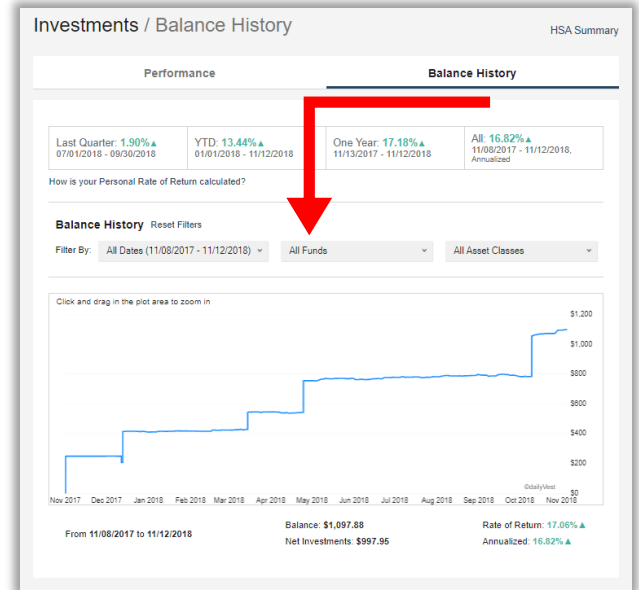 Investments / Balance History
HSA Summary
Performance
Balance History
Last Quarter: 1.90%▲
07/01/2018 - 09/30/2018
YTD: 13.44%▲
01/01/2018 - 11/12/2018
One Year: 17.18%▲
11/13/2017 - 11/12/2018
All: 16.82%▲
11/08/2017 - 11/12/2018,
Annualized
How is your Personal Rate of Return calculated?
Balance History Reset Filters
Filter By: All Dates (11/08/2017 - 11/12/2018) All Funds All Asset Classes
Click and drag in the plot area to zoom in
$1,200
$1,000
$800
$600
$400
$200
$0
©dailyVest
Nov 2017 Dec 2017 Jan 2018 Feb 2018 Mar 2018 Apr 2018 May 2018 Jun 2018 Jul 2018 Aug 2018 Sep 2018 Oct 2018 Nov 2018
From 11/08/2017 to 11/12/2018
Balance: $1,097.88
Net Investments: $997.95
Rate of Return: 17.06%▲
Annualized: 16.82%▲